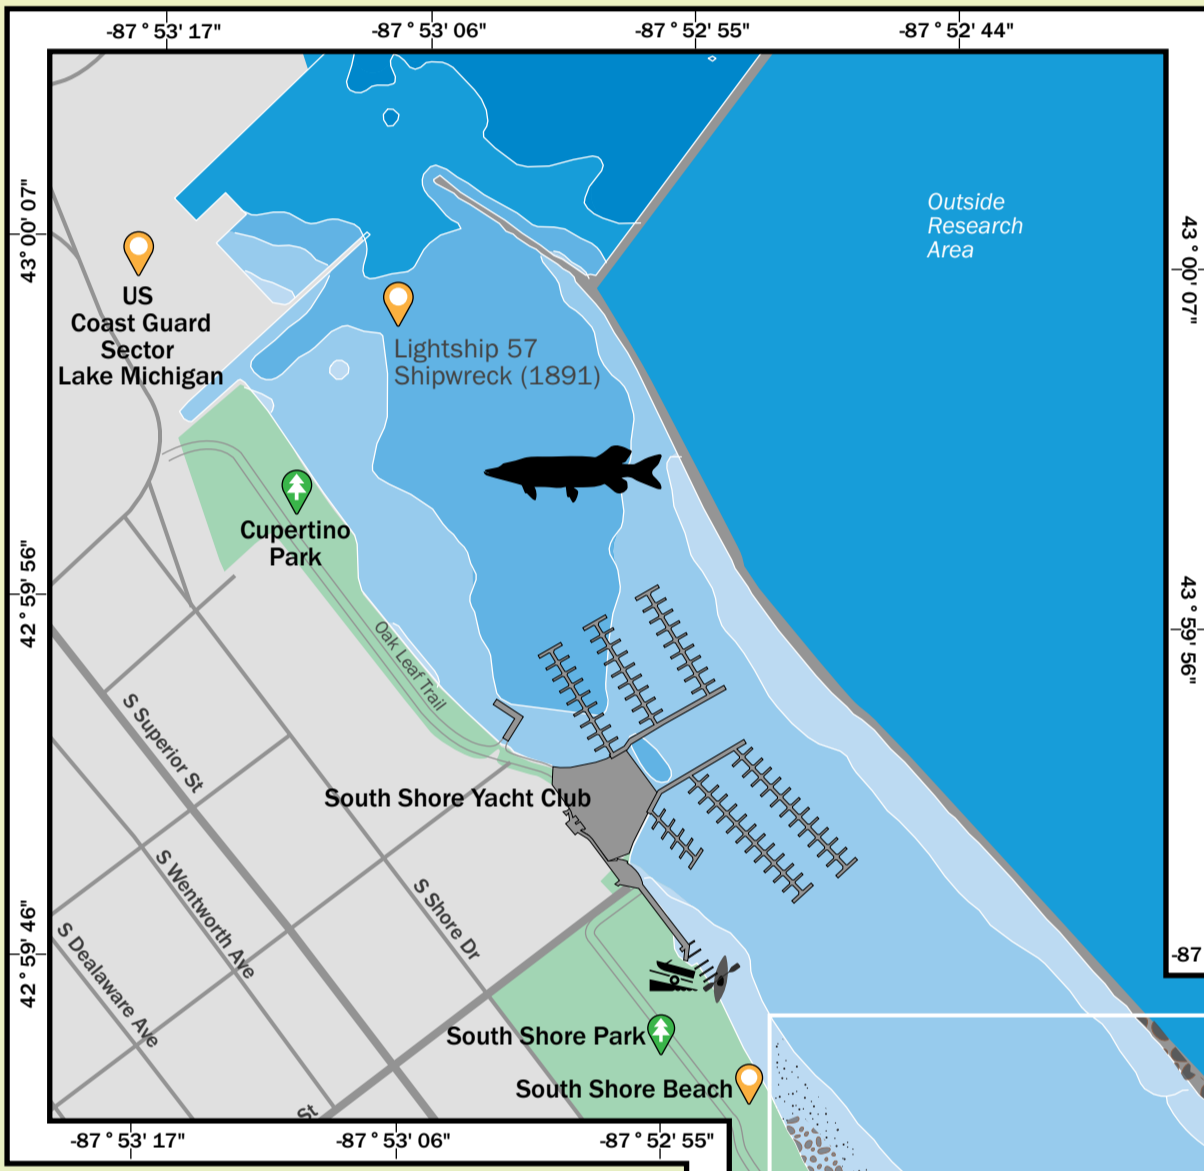 -87 ° 53' 17"
-87 ° 53' 06"
-87 ° 52' 55"
-87 ° 52' 44"
43° 00' 07"
43 ° 00' 07"
Outside
Research
Area
US
Coast Guard
Sector
Lake Michigan
Lightship 57
Shipwreck (1891)
Cupertino
Park
42 ° 59' 56"
43 ° 59' 56"
Oak Leaf Trail
S Superior St
South Shore Yacht Club
S Wentworth Ave
S Shore Dr
S Dealaware Ave
42 ° 59' 46"
-87
South Shore Park
South Shore Beach
St
-87 ° 53' 17"
-87 ° 53' 06"
-87 ° 52' 55"